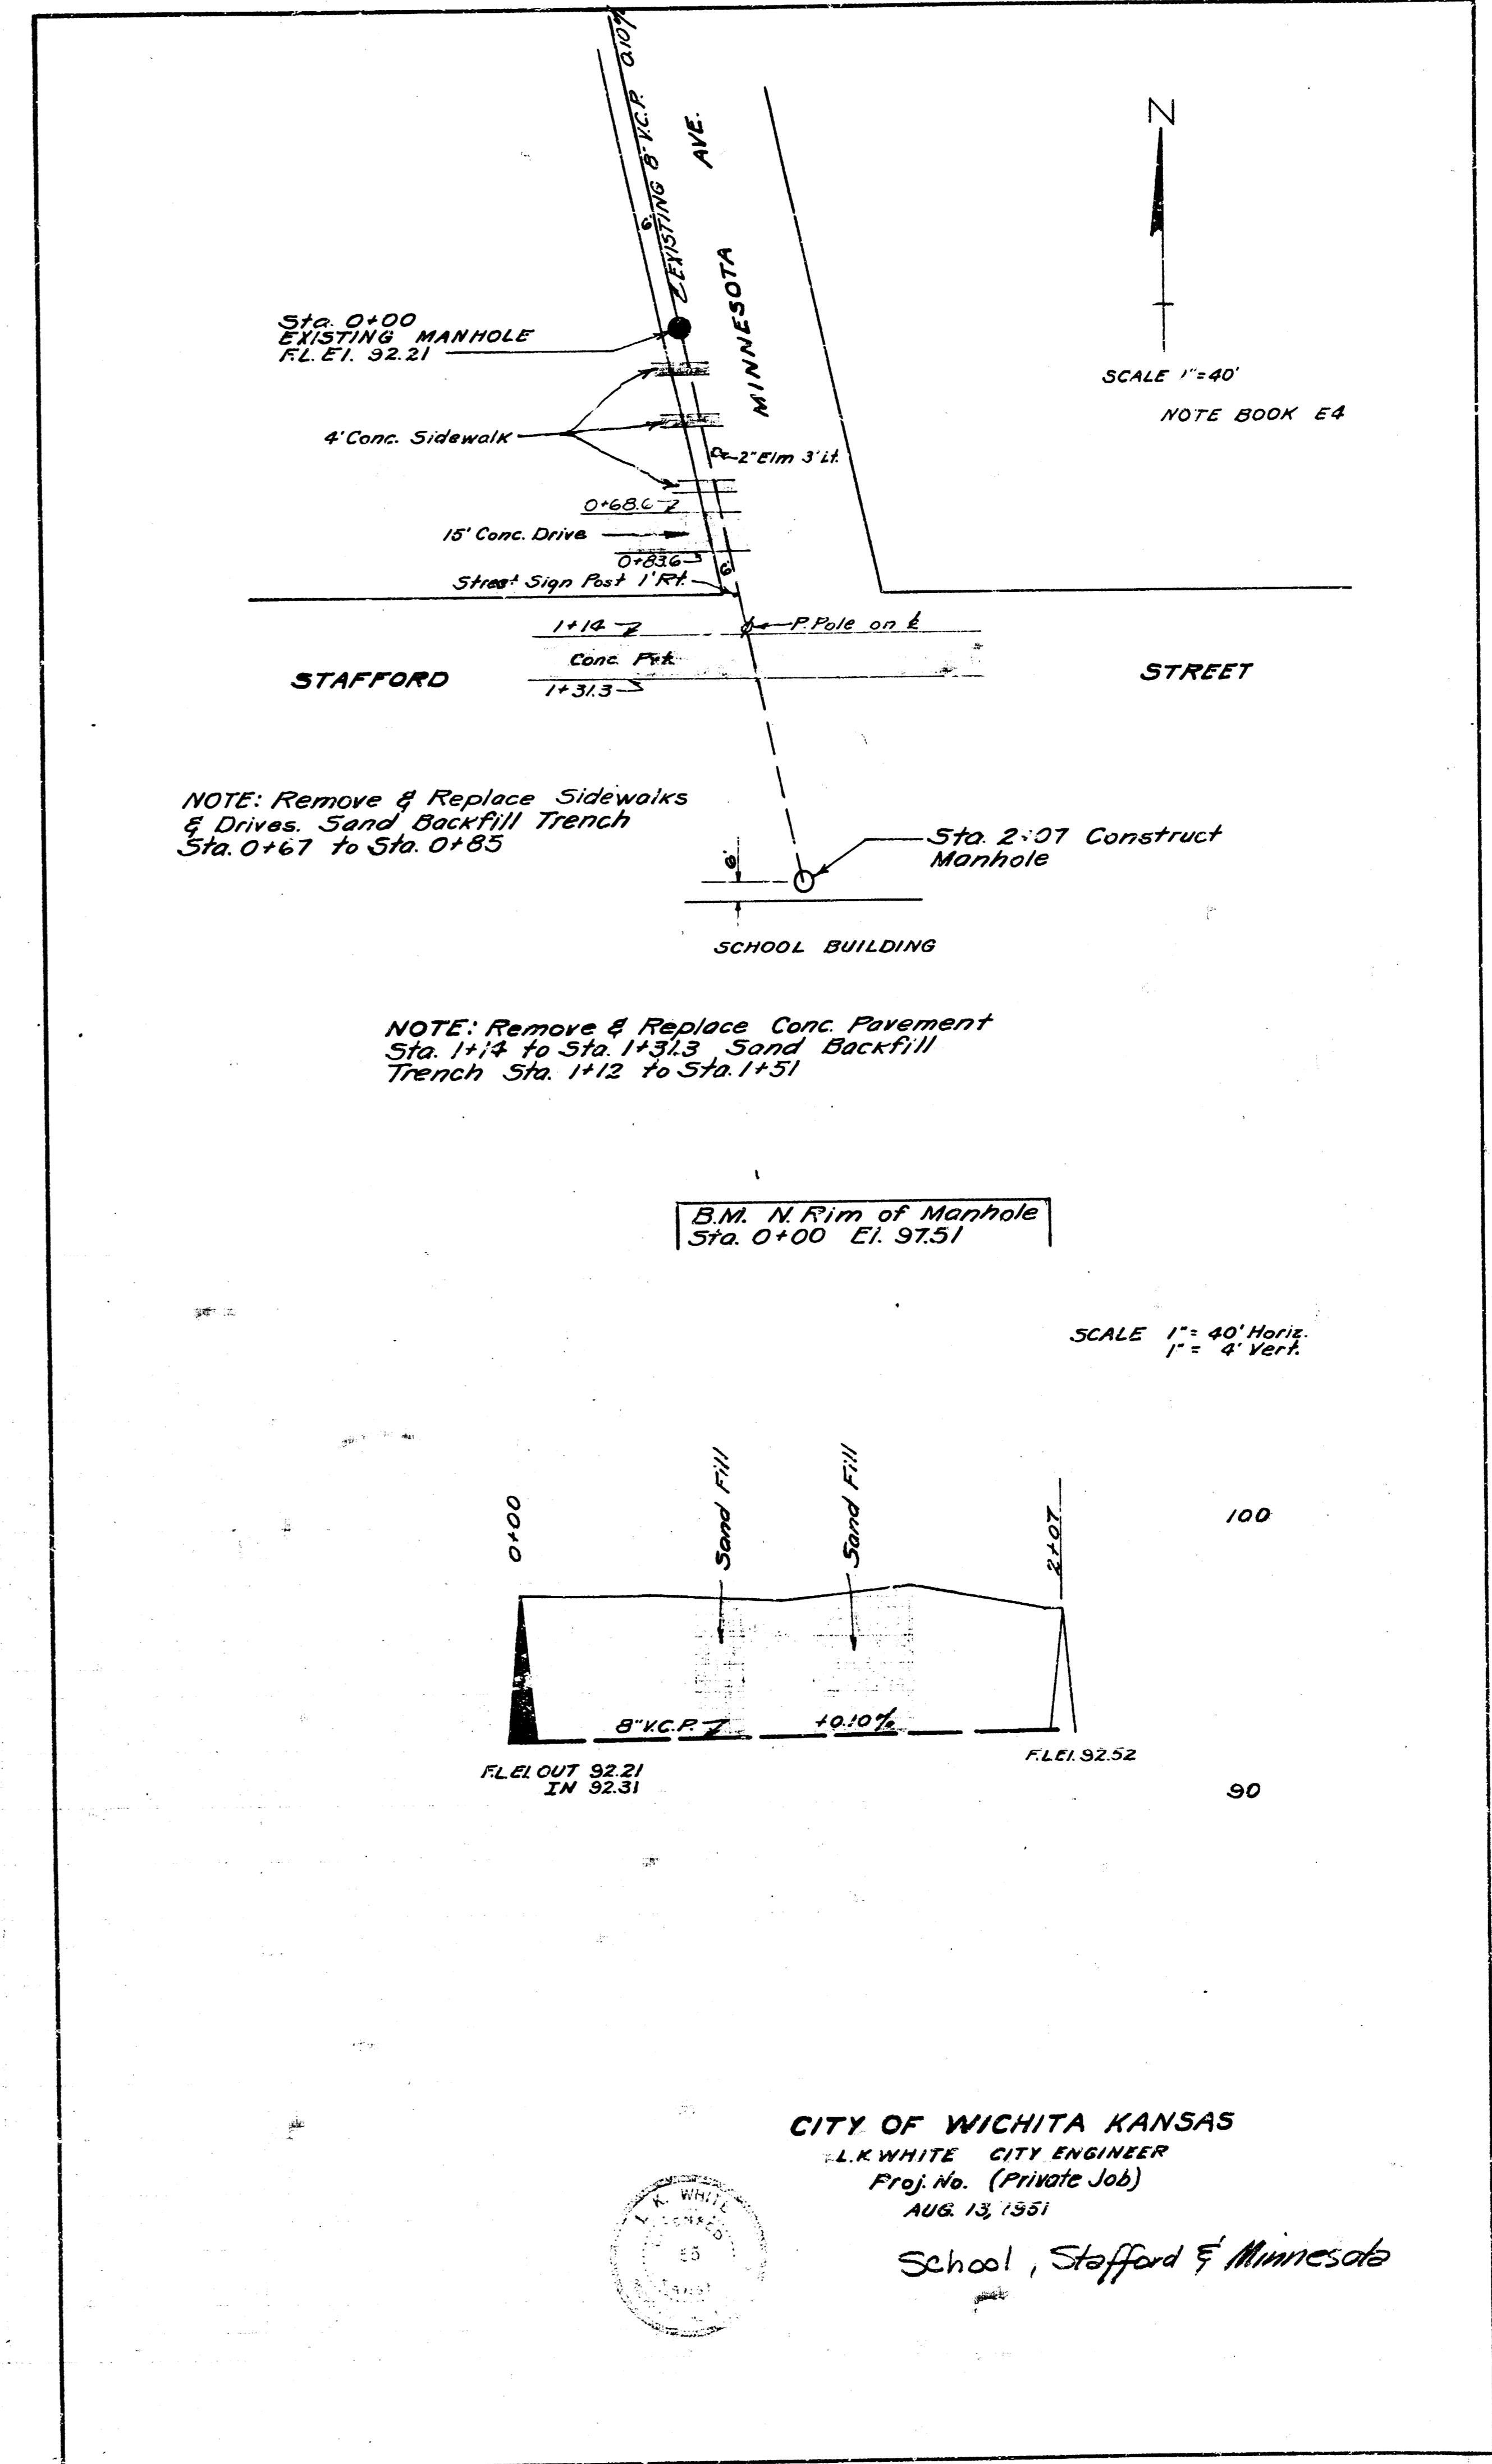 EXISTING 8" V.C.P. 0.10%
6'
MINNESOTA AVE.
N
SCALE 1"=40'
NOTE BOOK E4
Sta. 0+00
EXISTING MANHOLE
F.L. El. 92.21
4' Conc. Sidewalk
2" Elm 3' Lt.
0+68.6
15' Conc. Drive
0+83.6
6'
Street Sign Post 1' Rt.
1+14
P. Pole on ℄
Conc.
1+31.3
STAFFORD STREET
NOTE: Remove & Replace Sidewalks
& Drives. Sand Backfill Trench
Sta. 0+67 to Sta. 0+85
Sta. 2+07 Construct
Manhole
SCHOOL BUILDING
NOTE: Remove & Replace Conc. Pavement
Sta. 1+14 to Sta. 1+31.3 Sand Backfill
Trench Sta. 1+12 to Sta. 1+51
B.M. N. Rim of Manhole
Sta. 0+00 El. 97.51
SCALE 1"= 40' Horiz.
1"= 4' Vert.
0+00
Sand Fill
Sand Fill
2+07
100
8" V.C.P.
+0.10%
F.L. El. OUT 92.21
IN 92.31
F.L. El. 92.52
90
CITY OF WICHITA KANSAS
L.K. WHITE CITY ENGINEER
Proj. No. (Private Job)
AUG. 13, 1951
School, Stafford & Minnesota
K. WHITE